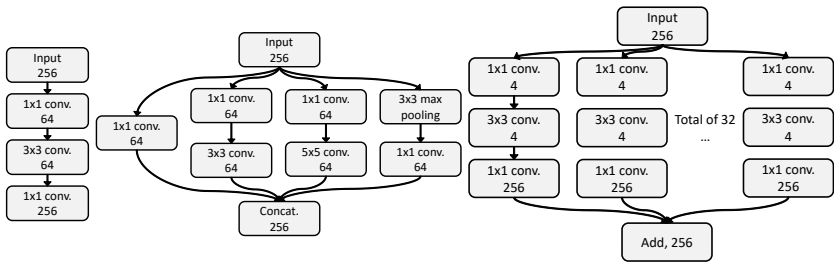 Input
256
1x1 conv.
64
3x3 conv.
64
1x1 conv.
256
Input
256
1x1 conv.
64
1x1 conv.
64
3x3 conv.
64
1x1 conv.
64
5x5 conv.
64
3x3 max
pooling
1x1 conv.
64
Concat.
256
Input
256
1x1 conv.
4
3x3 conv.
4
1x1 conv.
256
1x1 conv.
4
3x3 conv.
4
1x1 conv.
256
Total of 32
...
1x1 conv.
4
3x3 conv.
4
1x1 conv.
256
Add, 256